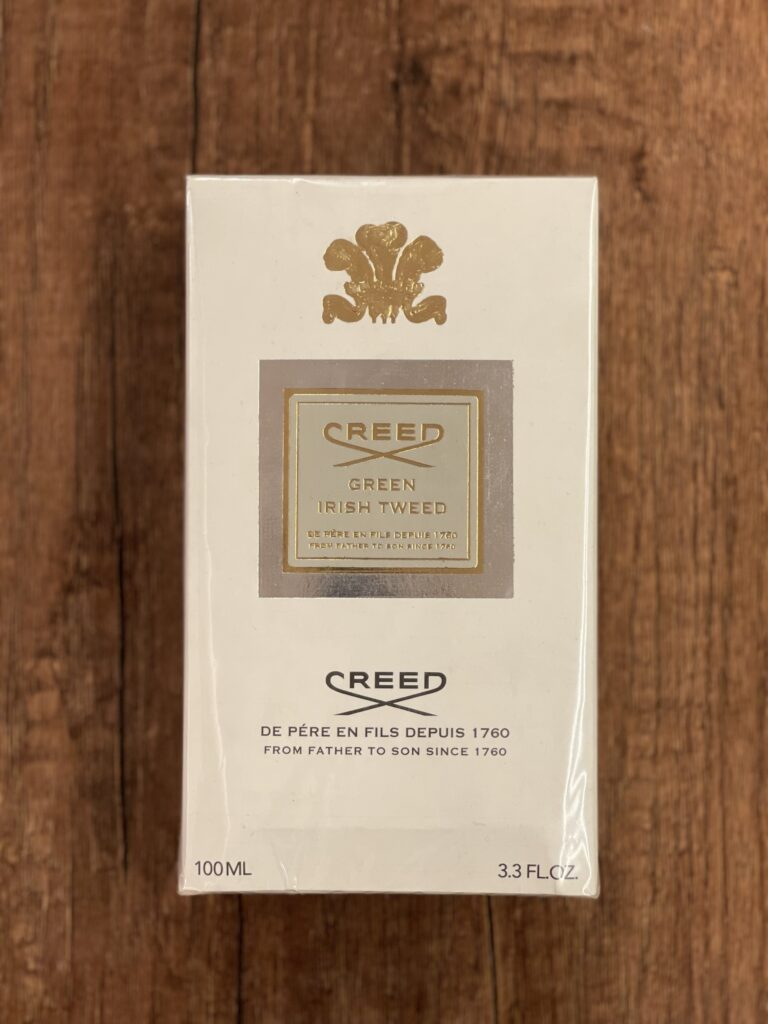 CREED
GREEN
IRISH TWEED
DE PÈRE EN FILS DEPUIS 1760
FROM FATHER TO SON SINCE 1760
CREED
DE PÉRE EN FILS DEPUIS 1760
FROM FATHER TO SON SINCE 1760
100ML 3.3 FL.OZ.